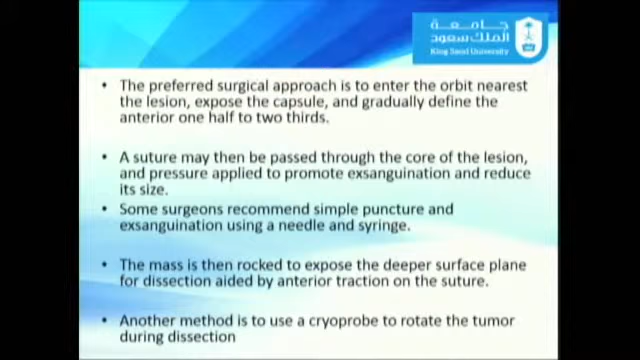 جامعة
الملك سعود
King Saud University
• The preferred surgical approach is to enter the orbit nearest
the lesion, expose the capsule, and gradually define the
anterior one half to two thirds.
• A suture may then be passed through the core of the lesion,
and pressure applied to promote exsanguination and reduce
its size.
• Some surgeons recommend simple puncture and
exsanguination using a needle and syringe.
• The mass is then rocked to expose the deeper surface plane
for dissection aided by anterior traction on the suture.
• Another method is to use a cryoprobe to rotate the tumor
during dissection